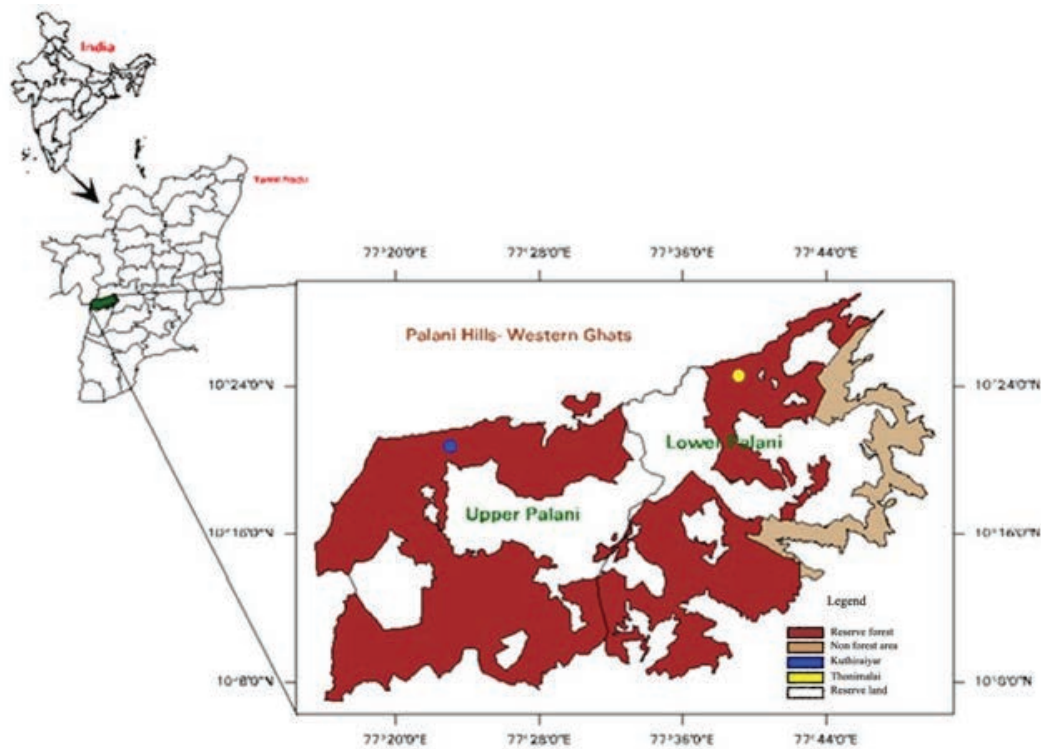 India
Tamil Nadu
77°20'0"E 77°28'0"E 77°36'0"E 77°44'0"E
Palani Hills- Western Ghats
10°24'0"N 10°24'0"N
Lower Palani
Upper Palani
10°16'0"N 10°16'0"N
Legend
Reserve forest
Non forest area
Kuthiraiyar
Thonimalai
Reserve land
10°8'0"N 10°8'0"N
77°20'0"E 77°28'0"E 77°36'0"E 77°44'0"E